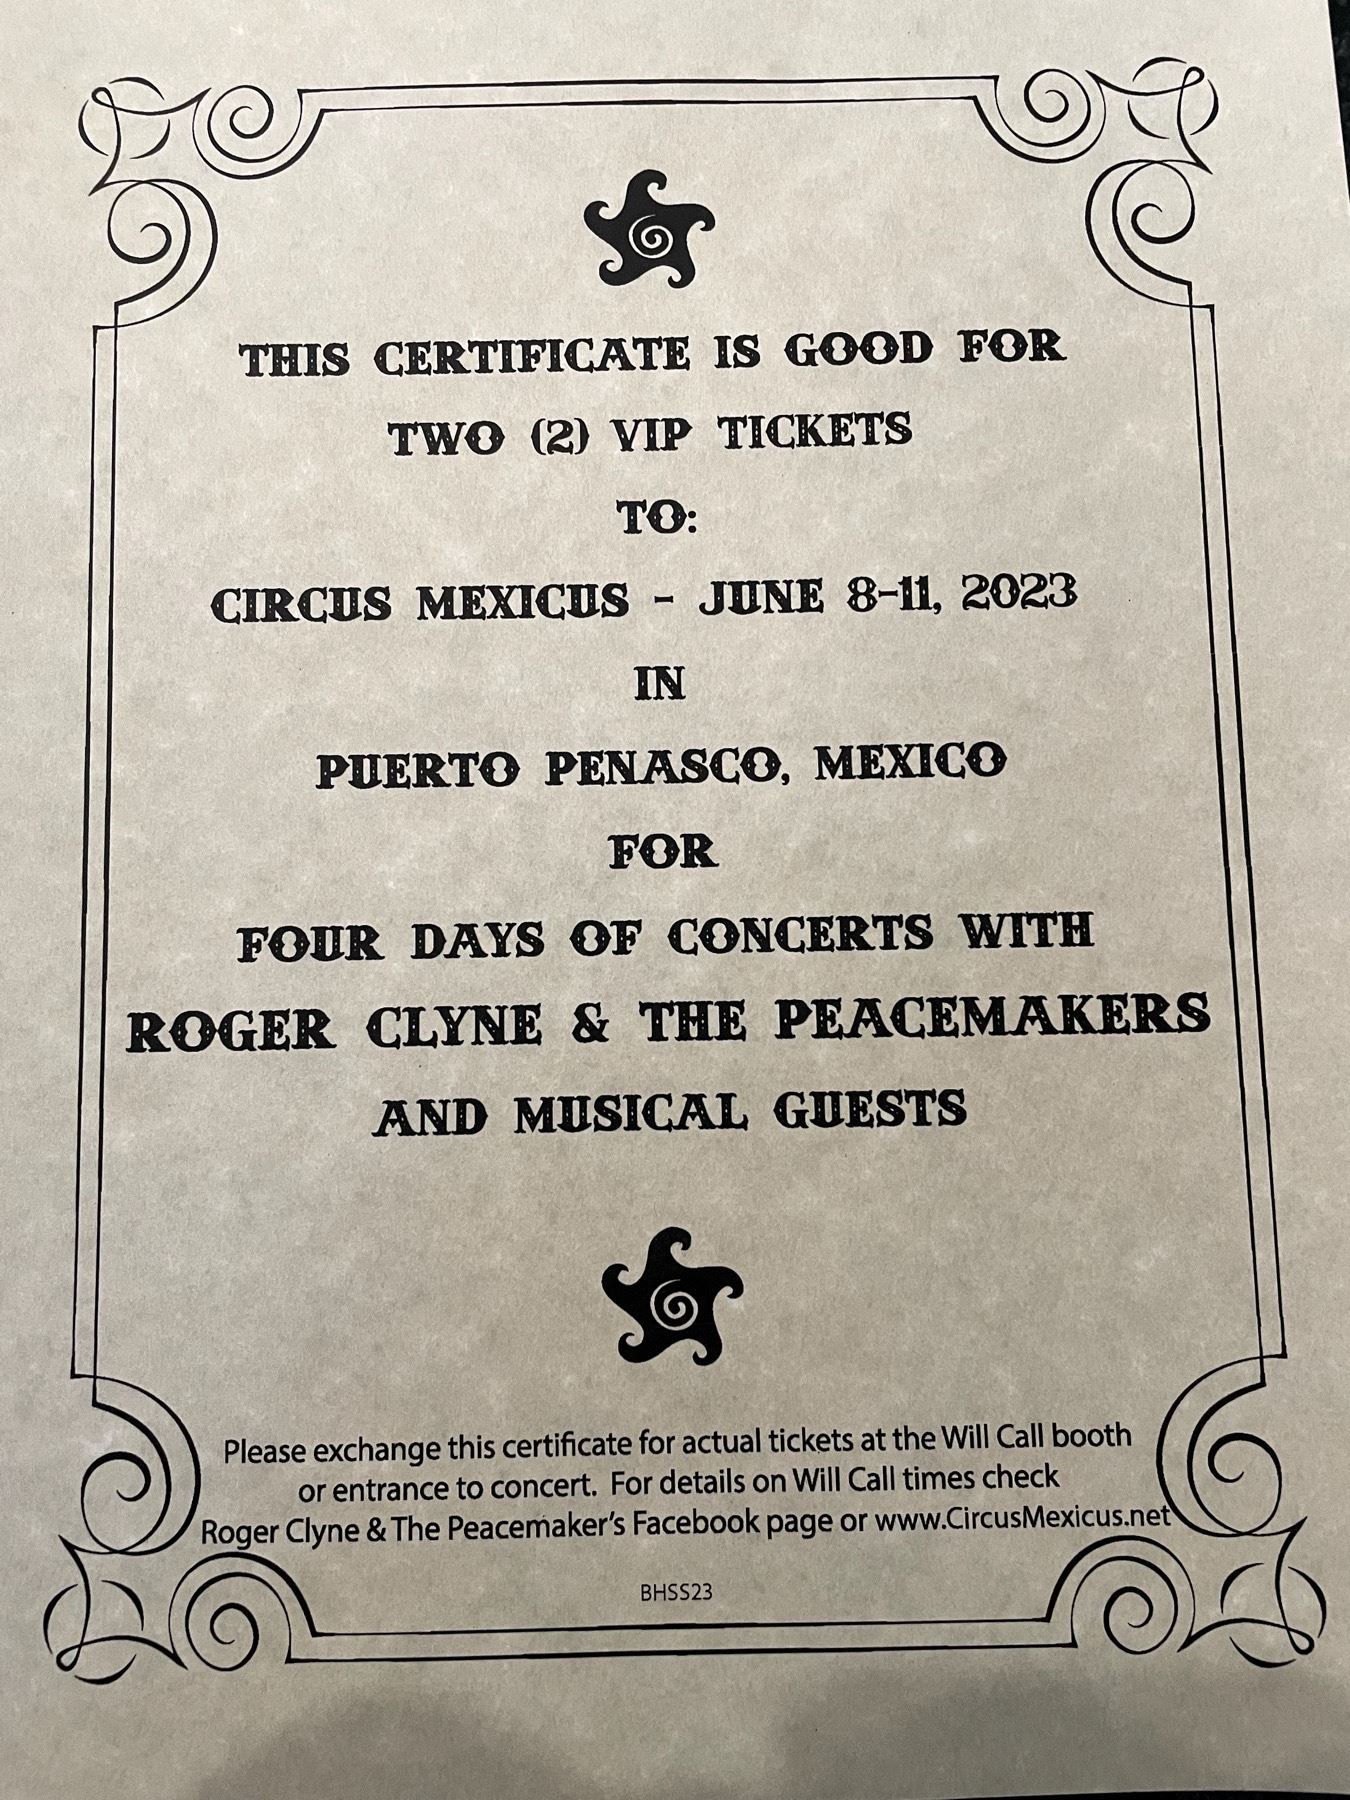 THIS CERTIFICATE IS GOOD FOR
TWO (2) VIP TICKETS
TO:
CIRCUS MEXICUS - JUNE 8-11, 2023
IN
PUERTO PENASCO, MEXICO
FOR
FOUR DAYS OF CONCERTS WITH
ROGER CLYNE & THE PEACEMAKERS
AND MUSICAL GUESTS
Please exchange this certificate for actual tickets at the Will Call booth
or entrance to concert. For details on Will Call times check
Roger Clyne & The Peacemaker's Facebook page or www.CircusMexicus.net
BHSS23